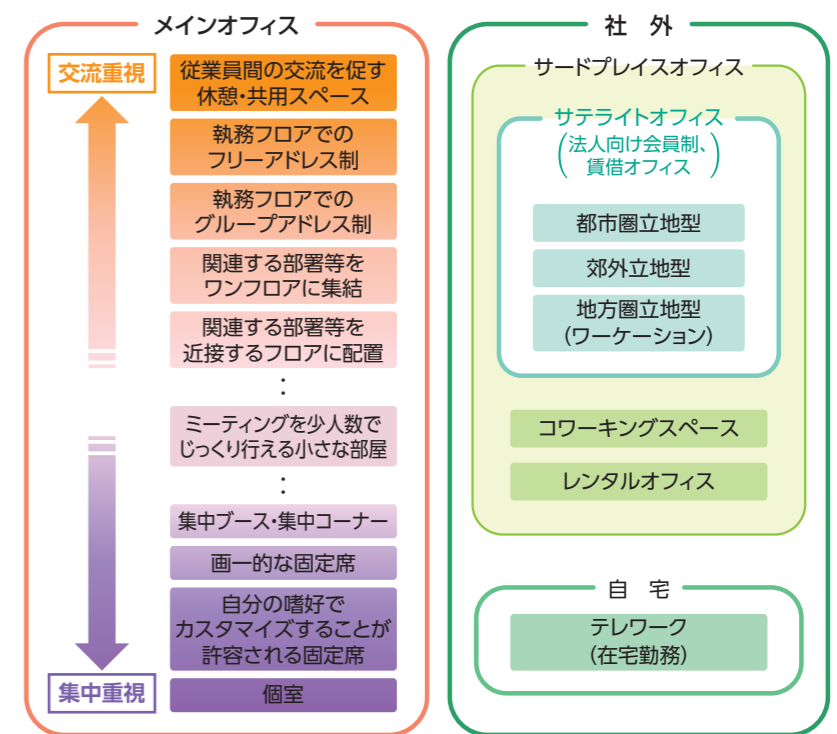 メインオフィス
交流重視
従業員間の交流を促す
休憩・共用スペース
執務フロアでの
フリーアドレス制
執務フロアでの
グループアドレス制
関連する部署等を
ワンフロアに集結
関連する部署等を
近接するフロアに配置
：
ミーティングを少人数で
じっくり行える小さな部屋
：
集中ブース・集中コーナー
画一的な固定席
自分の嗜好で
カスタマイズすることが
許容される固定席
集中重視
個室
社　外
サードプレイスオフィス
サテライトオフィス
（法人向け会員制、
賃借オフィス）
都市圏立地型
郊外立地型
地方圏立地型
（ワーケーション）
コワーキングスペース
レンタルオフィス
自　宅
テレワーク
（在宅勤務）